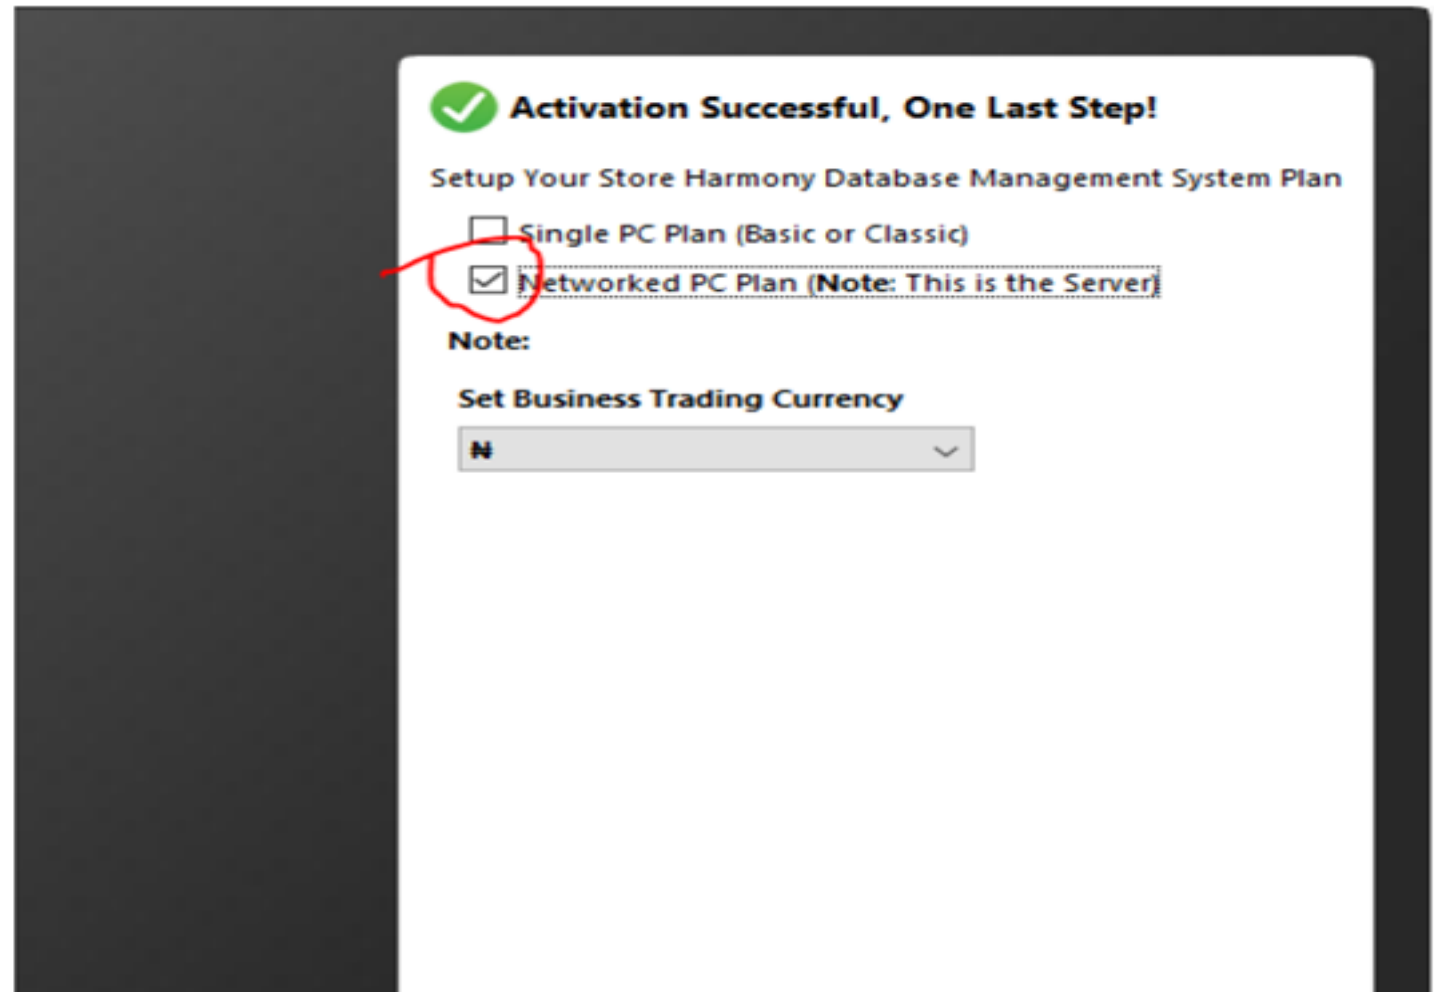 Activation Successful, One Last Step!
Setup Your Store Harmony Database Management System Plan
Single PC Plan (Basic or Classic)
Networked PC Plan (Note: This is the Server)
Note:
Set Business Trading Currency
₦